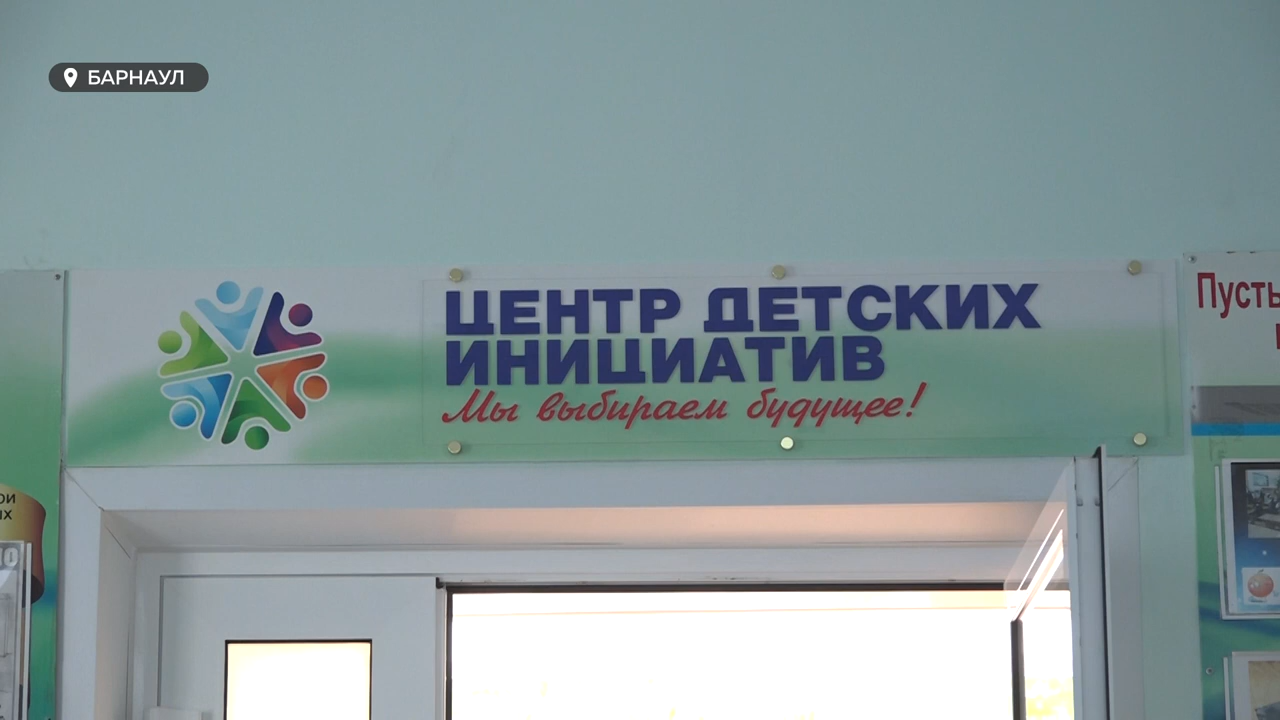 БАРНАУЛ
ЦЕНТР ДЕТСКИХ
ИНИЦИАТИВ
Мы выбираем будущее!
Пусть